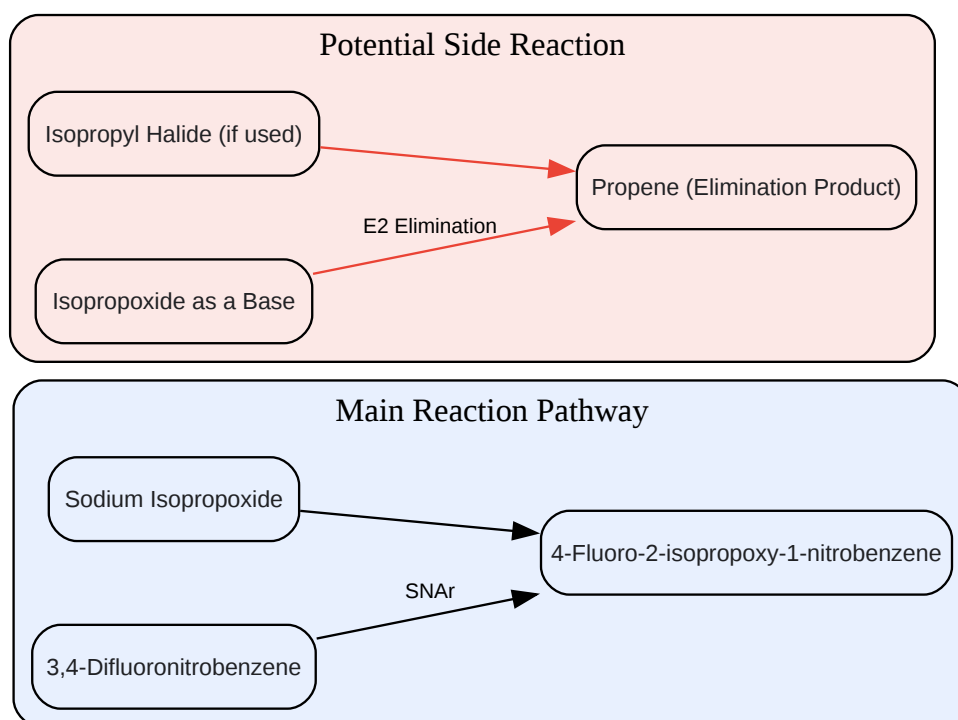 Potential Side Reaction
Isopropyl Halide (if used)
Propene (Elimination Product)
E2 Elimination
Isopropoxide as a Base
Main Reaction Pathway
Sodium Isopropoxide
4-Fluoro-2-isopropoxy-1-nitrobenzene
SNAr
3,4-Difluoronitrobenzene